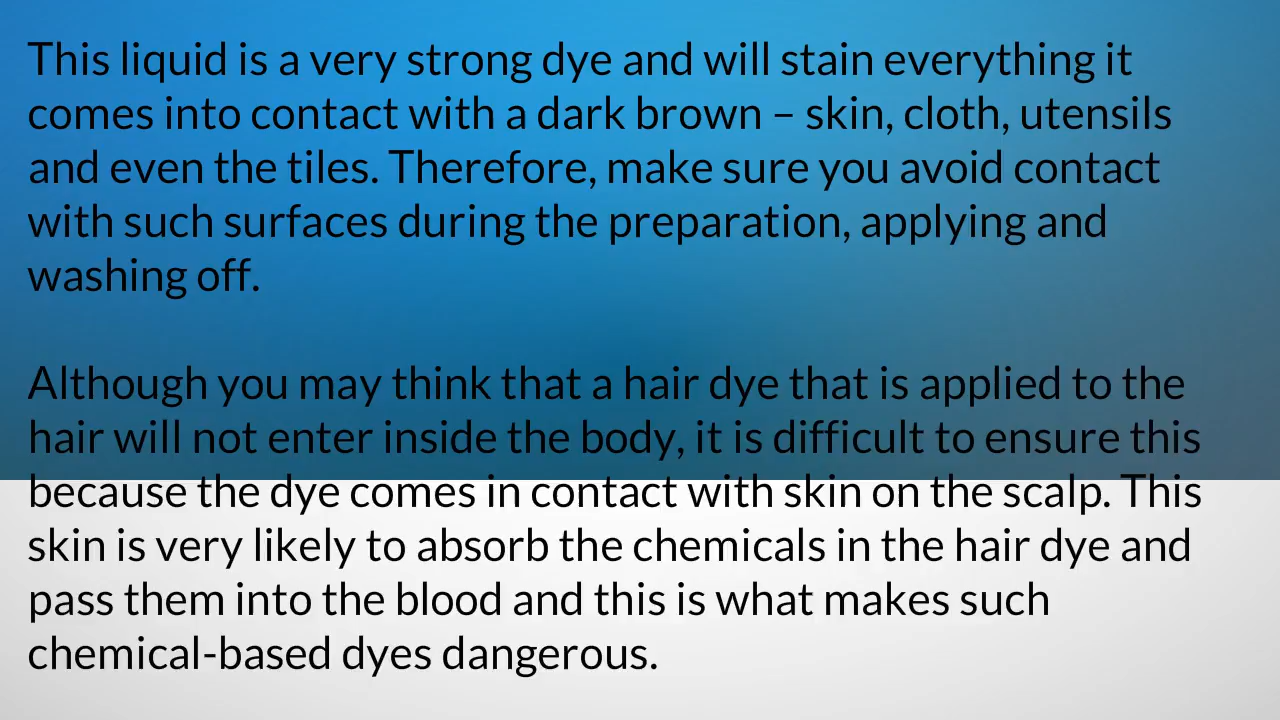 This liquid is a very strong dye and will stain everything it
comes into contact with a dark brown – skin, cloth, utensils
and even the tiles. Therefore, make sure you avoid contact
with such surfaces during the preparation, applying and
washing off.
Although you may think that a hair dye that is applied to the
hair will not enter inside the body, it is difficult to ensure this
because the dye comes in contact with skin on the scalp. This
skin is very likely to absorb the chemicals in the hair dye and
pass them into the blood and this is what makes such
chemical-based dyes dangerous.